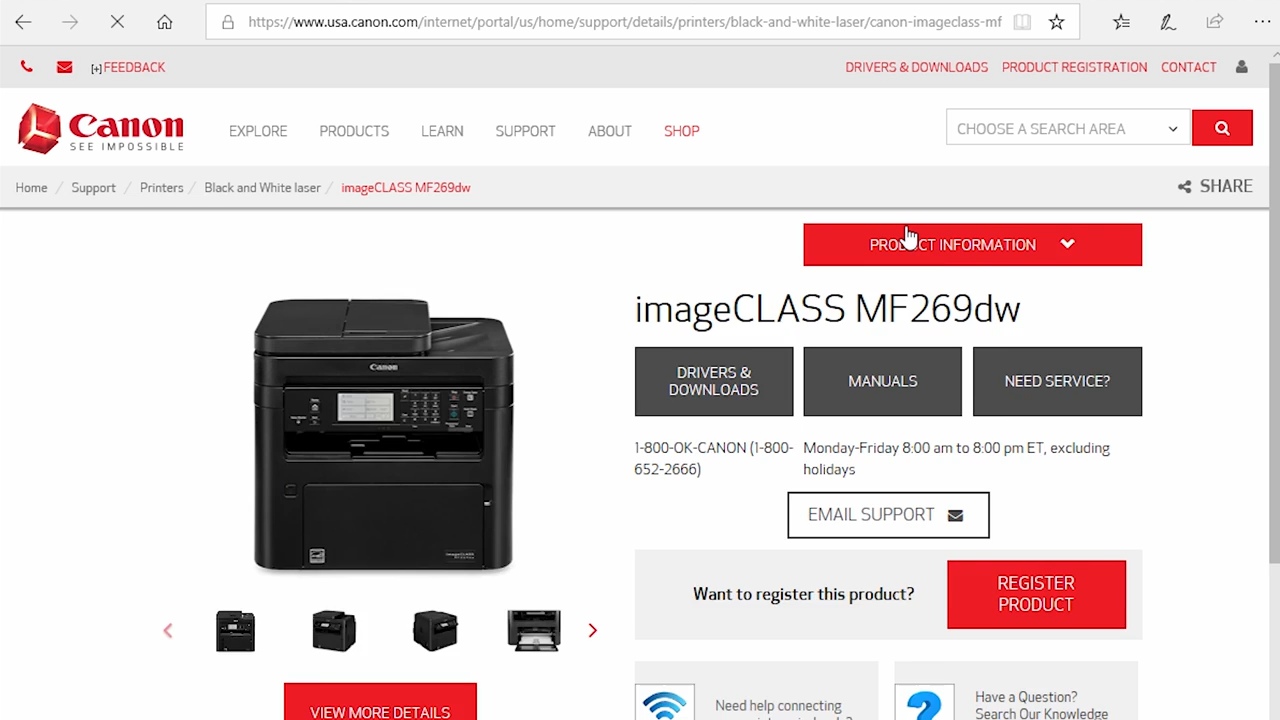 https://www.usa.canon.com/internet/portal/us/home/support/details/printers/black-and-white-laser/canon-imageclass-mf
[+]FEEDBACK
DRIVERS & DOWNLOADS PRODUCT REGISTRATION CONTACT
Canon
SEE IMPOSSIBLE
EXPLORE PRODUCTS LEARN SUPPORT ABOUT SHOP
CHOOSE A SEARCH AREA
Home / Support / Printers / Black and White laser / imageCLASS MF269dw
SHARE
PRODUCT INFORMATION
imageCLASS MF269dw
DRIVERS &
DOWNLOADS
MANUALS
NEED SERVICE?
1-800-OK-CANON (1-800-
652-2666)
Monday-Friday 8:00 am to 8:00 pm ET, excluding
holidays
EMAIL SUPPORT
Want to register this product?
REGISTER
PRODUCT
Canon
imageCLASS
VIEW MORE DETAILS
Need help connecting
Have a Question?
Search Our Knowledge